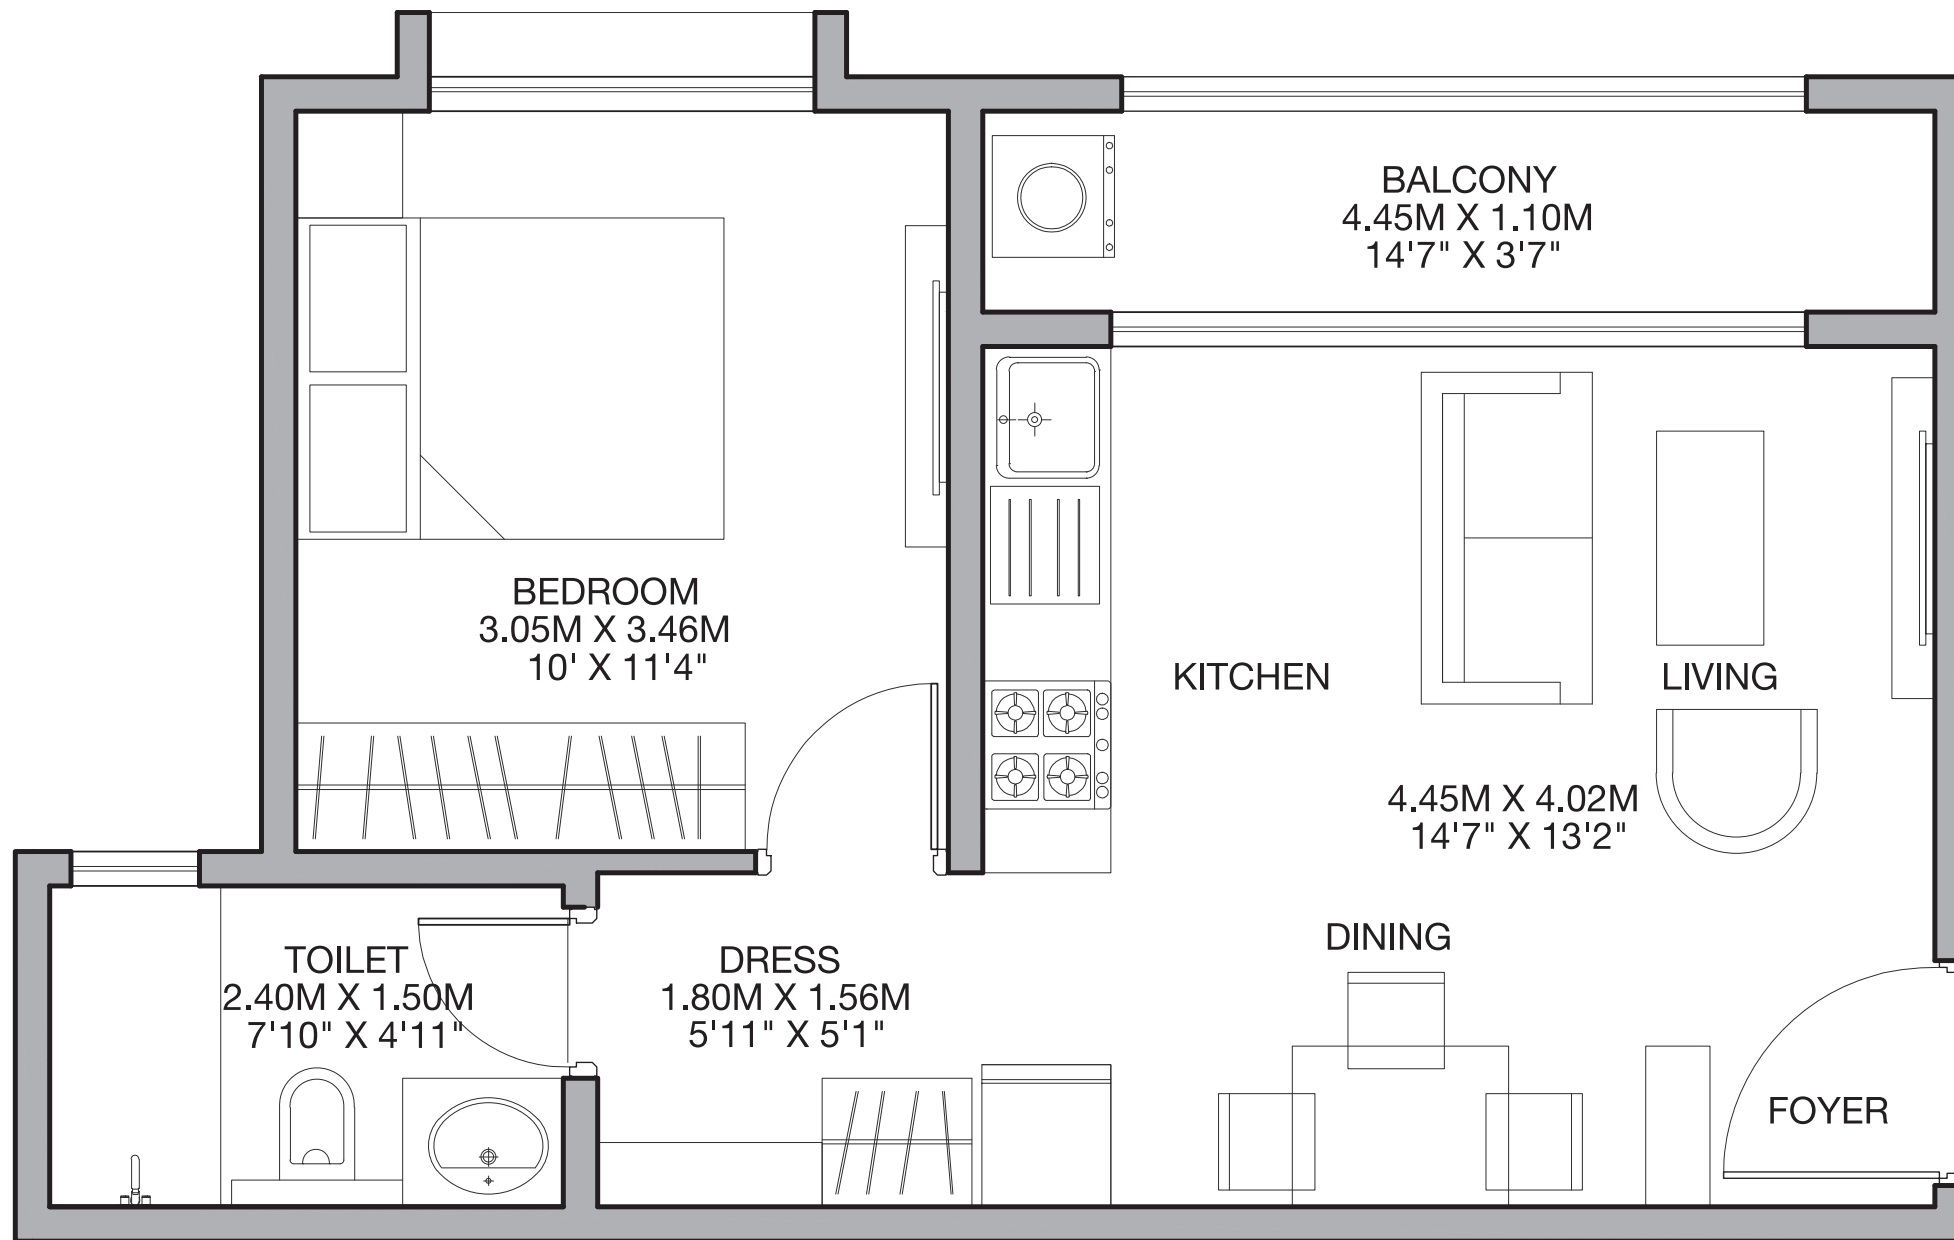 BALCONY
4.45M X 1.10M
14'7" X 3'7"
BEDROOM
3.05M X 3.46M
10' X 11'4"
KITCHEN
LIVING
4.45M X 4.02M
14'7" X 13'2"
DINING
TOILET
2.40M X 1.50M
7'10" X 4'11"
DRESS
1.80M X 1.56M
5'11" X 5'1"
FOYER